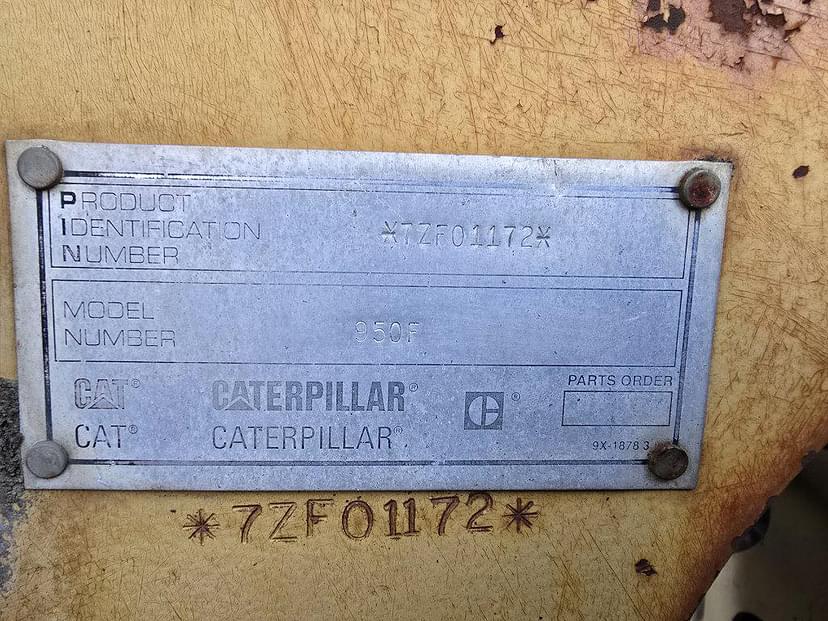 PRODUCT
IDENTIFICATION
NUMBER
*7ZF01172*
MODEL
NUMBER
950F
CAT® CATERPILLAR® C ®
CAT® CATERPILLAR®
PARTS ORDER
9X-1878 3
*7ZF01172*